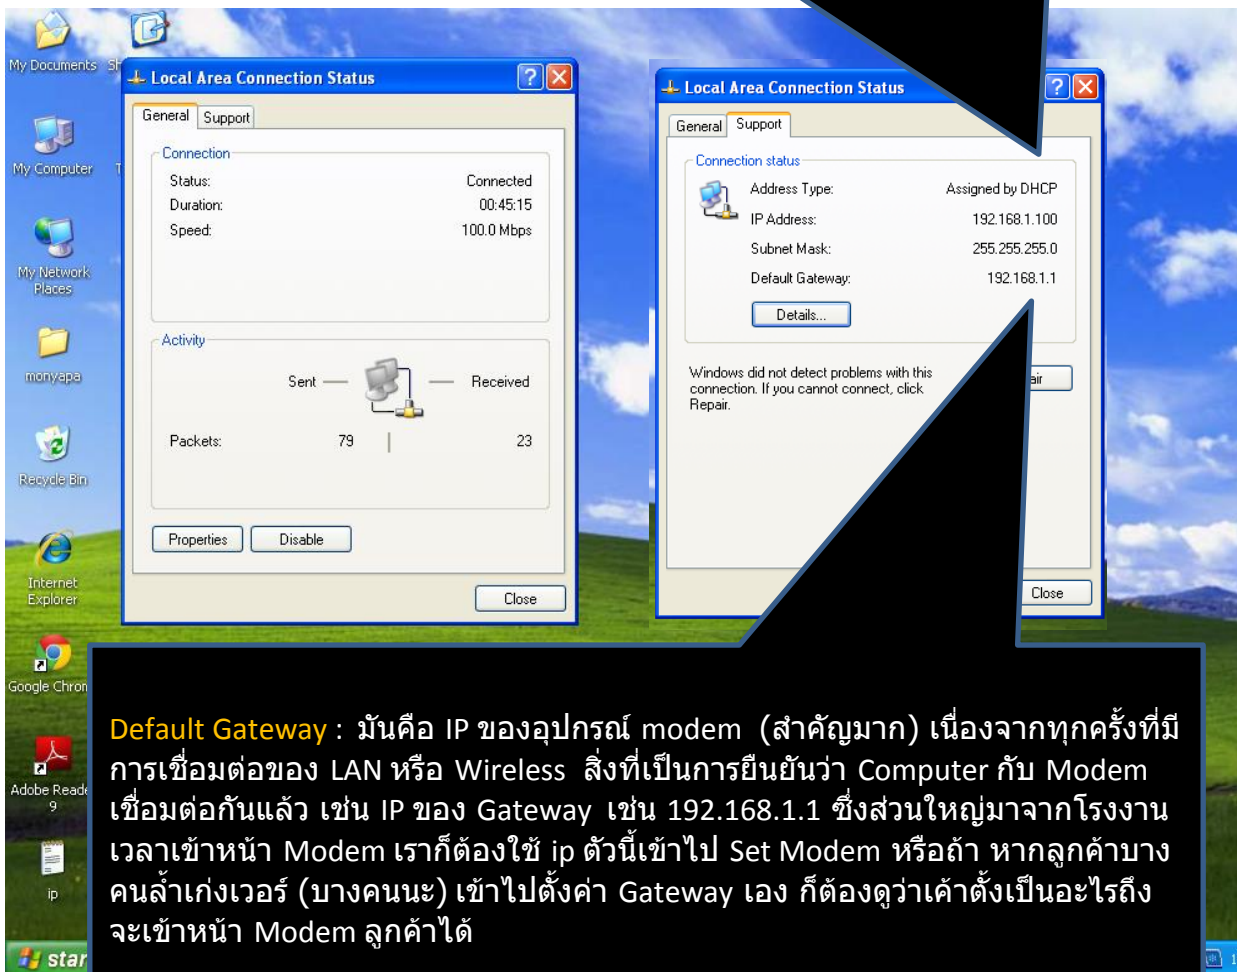 My Documents
My Computer
My Network
Places
monyapa
Recycle Bin
Internet
Explorer
Google Chrom
Adobe Reade
9
ip
star
Local Area Connection Status
General Support
Connection
Status: Connected
Duration: 00:45:15
Speed: 100.0 Mbps
Activity
Sent — — Received
Packets: 79 | 23
Properties Disable
Close
Local Area Connection Status
General Support
Connection status
Address Type: Assigned by DHCP
IP Address: 192.168.1.100
Subnet Mask: 255.255.255.0
Default Gateway: 192.168.1.1
Details...
Windows did not detect problems with this
connection. If you cannot connect, click
Repair.
air
Close
Default Gateway : มันคือ IP ของอุปกรณ์ modem (สำคัญมาก) เนื่องจากทุกครั้งที่มี
การเชื่อมต่อของ LAN หรือ Wireless สิ่งที่เป็นการยืนยันว่า Computer กับ Modem
เชื่อมต่อกันแล้ว เช่น IP ของ Gateway เช่น 192.168.1.1 ซึ่งส่วนใหญ่มาจากโรงงาน
เวลาเข้าหน้า Modem เราก็ต้องใช้ ip ตัวนี้เข้าไป Set Modem หรือถ้า หากลูกค้าบาง
คนล้ำเก่งเวอร์ (บางคนนะ) เข้าไปตั้งค่า Gateway เอง ก็ต้องดูว่าเค้าตั้งเป็นอะไรถึง
จะเข้าหน้า Modem ลูกค้าได้